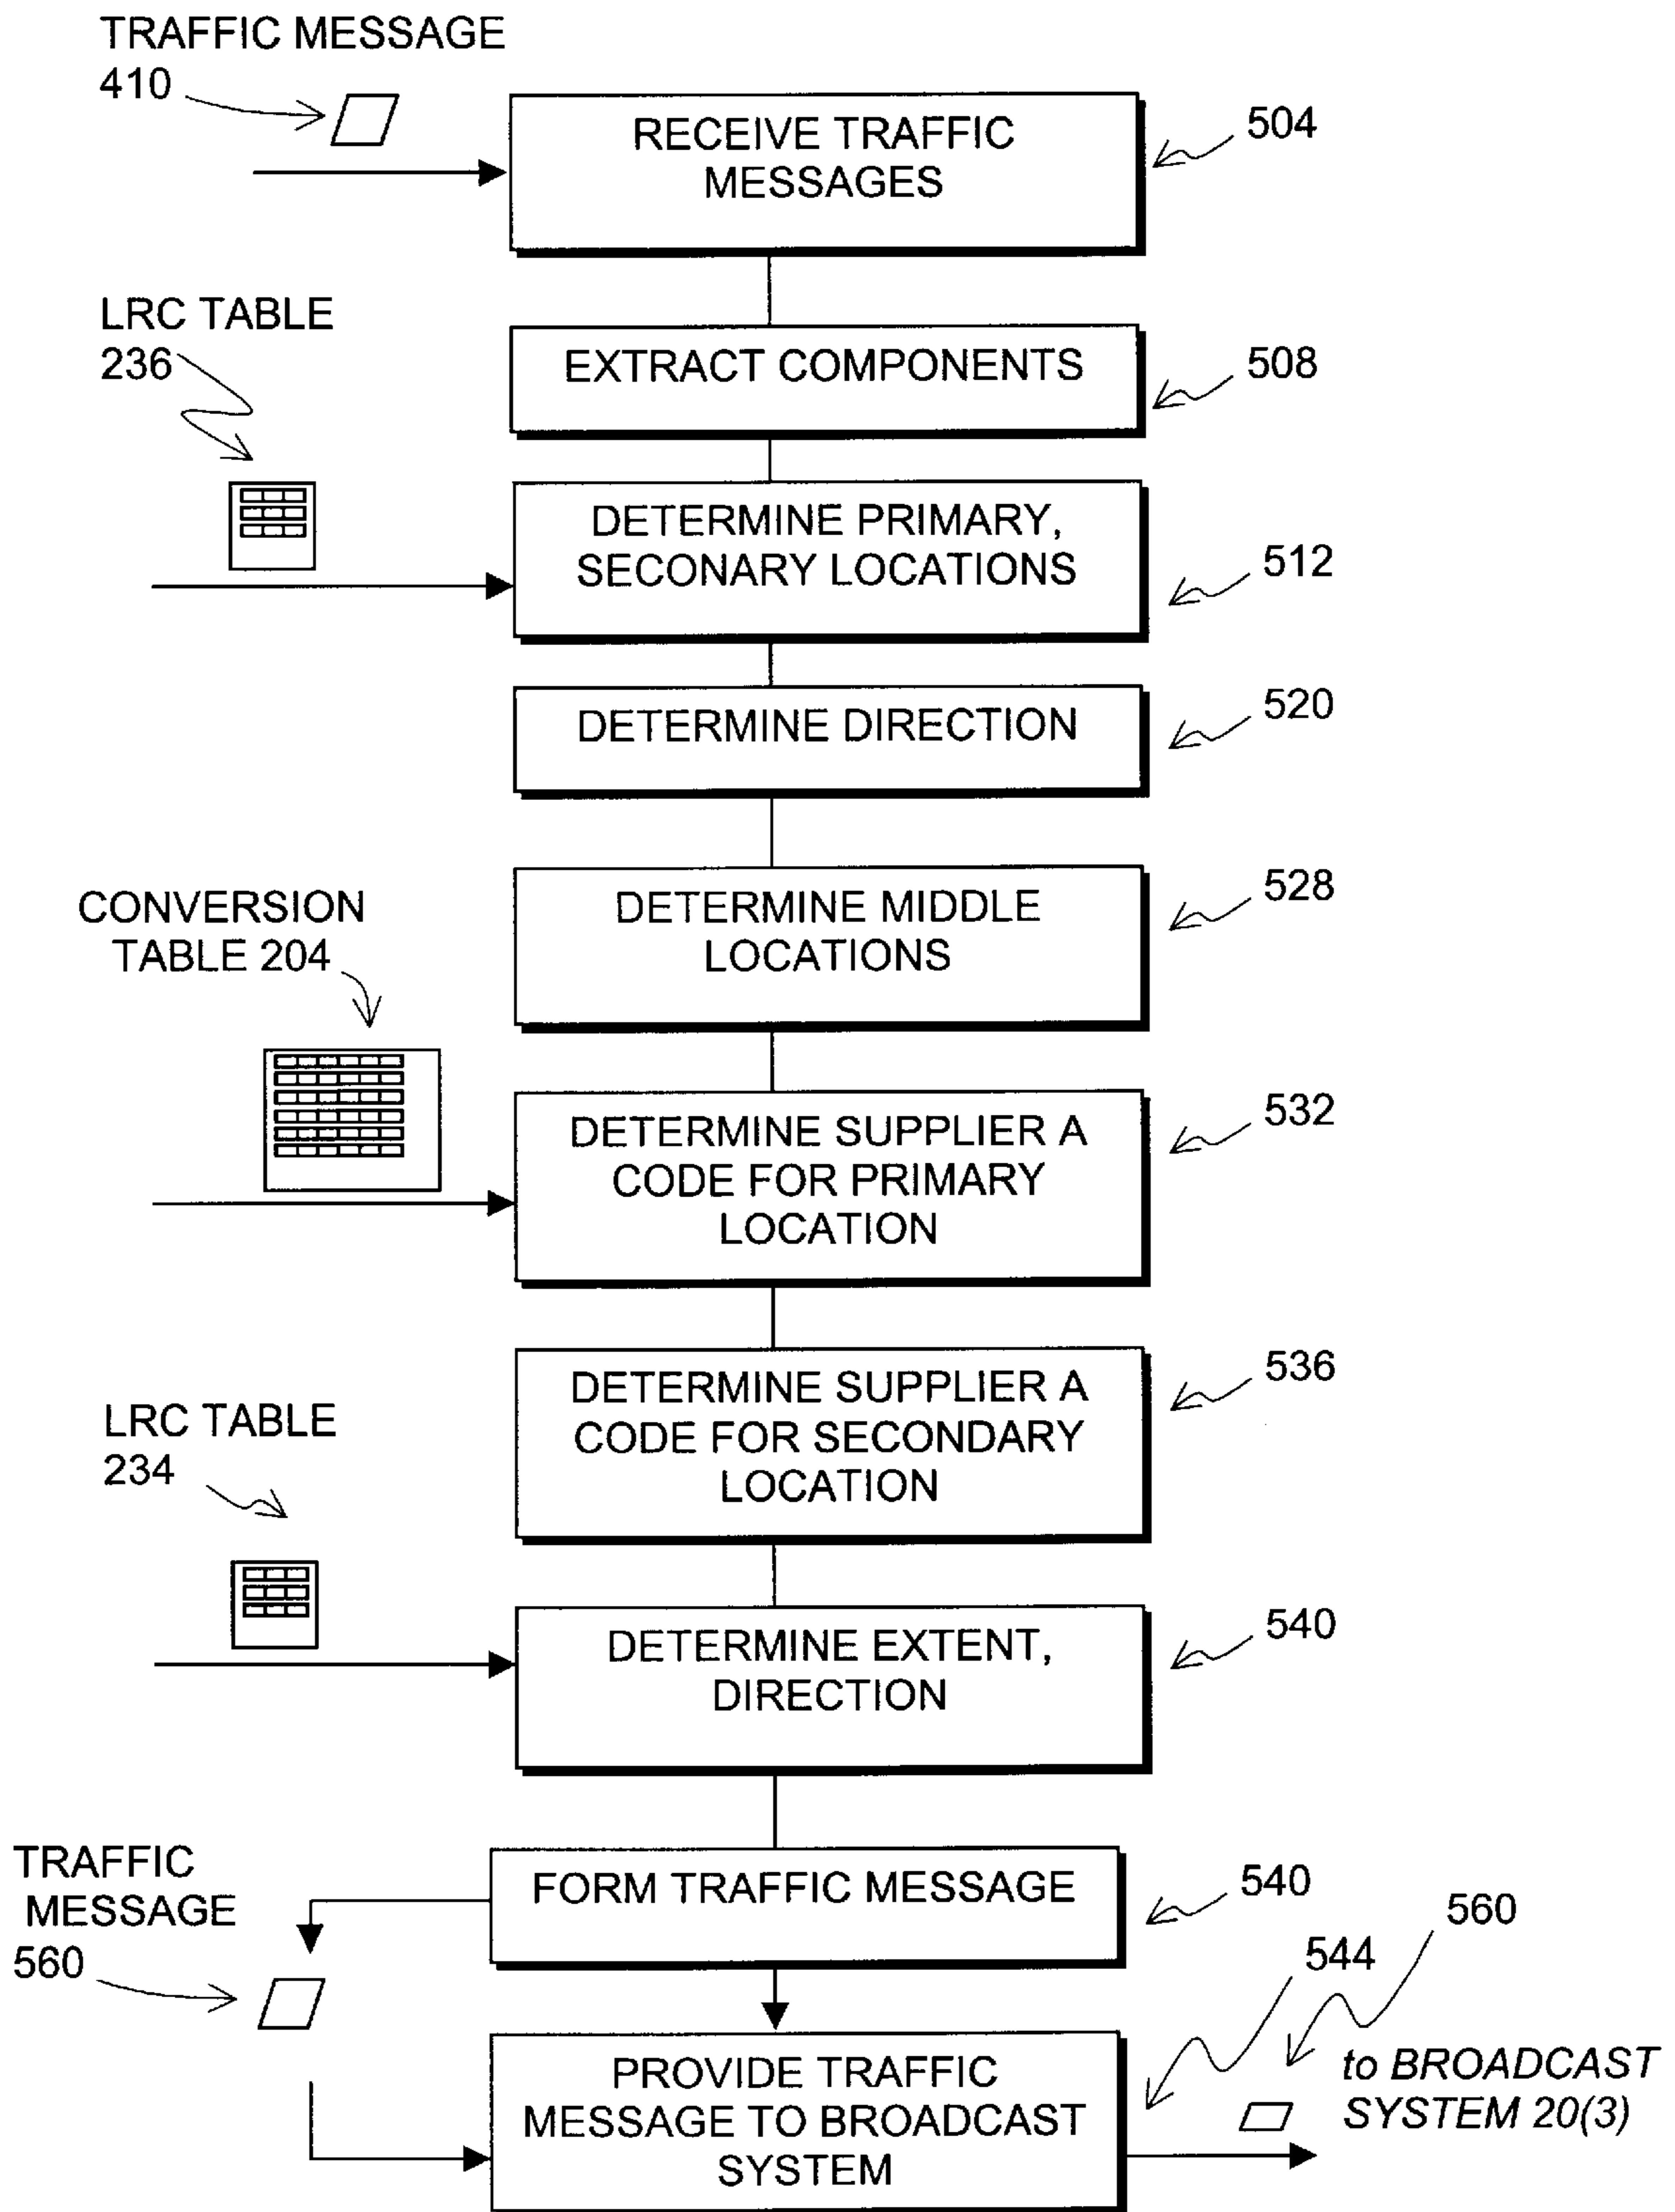 TRAFFIC MESSAGE
410
RECEIVE TRAFFIC
MESSAGES
504
LRC TABLE
236
EXTRACT COMPONENTS
508
DETERMINE PRIMARY,
SECONARY LOCATIONS
512
DETERMINE DIRECTION
520
CONVERSION
TABLE 204
DETERMINE MIDDLE
LOCATIONS
528
DETERMINE SUPPLIER A
CODE FOR PRIMARY
LOCATION
532
DETERMINE SUPPLIER A
CODE FOR SECONDARY
LOCATION
536
LRC TABLE
234
DETERMINE EXTENT,
DIRECTION
540
TRAFFIC
MESSAGE
560
FORM TRAFFIC MESSAGE
540
560
544
PROVIDE TRAFFIC
MESSAGE TO BROADCAST
SYSTEM
to BROADCAST
SYSTEM 20(3)